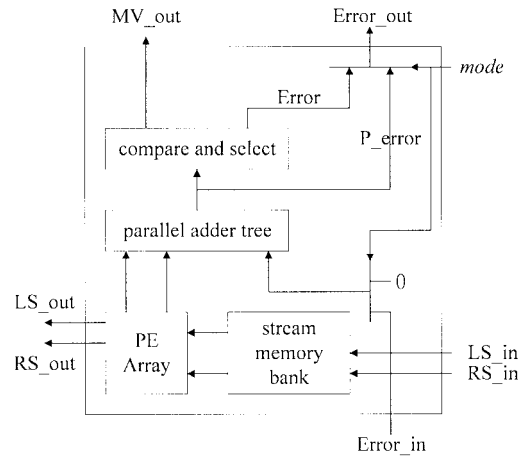 MV_out
Error_out
mode
Error
P_error
compare and select
parallel adder tree
0
LS_out
RS_out
PE
Array
stream
memory
bank
LS_in
RS_in
Error_in